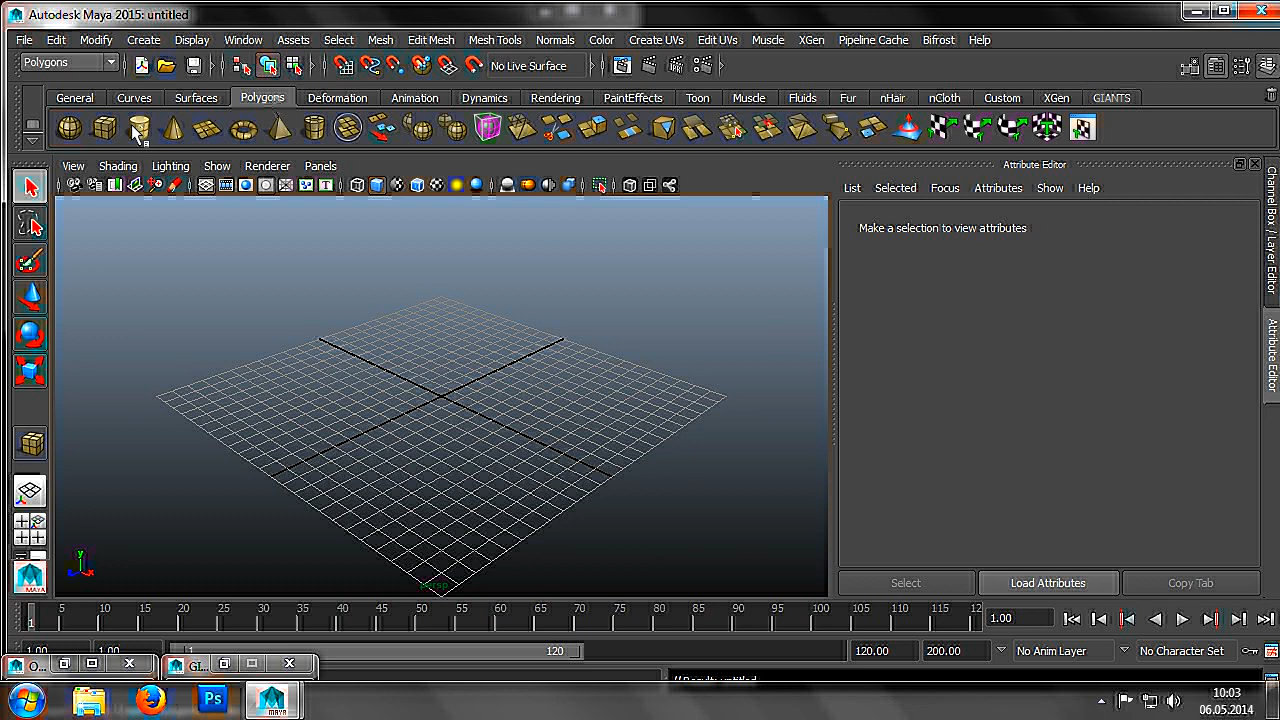 Autodesk Maya 2015: untitled
File Edit Modify Create Display Window Assets Select Mesh Edit Mesh Mesh Tools Normals Color Create UVs Edit UVs Muscle XGen Pipeline Cache Bifrost Help
Polygons No Live Surface
General Curves Surfaces Polygons Deformation Animation Dynamics Rendering PaintEffects Toon Muscle Fluids Fur nHair nCloth Custom XGen GIANTS
View Shading Lighting Show Renderer Panels
Attribute Editor
List Selected Focus Attributes Show Help
Make a selection to view attributes
Channel Box / Layer Editor
Attribute Editor
y
x
persp
MAYA
Select Load Attributes Copy Tab
5 10 15 20 25 30 35 40 45 50 55 60 65 70 75 80 85 90 95 100 105 110 115 12
1
1.00
1.00 1.00 1 120 120.00 200.00 No Anim Layer No Character Set
O... GI...
// Result: untitled
Ps MAYA
10:03
06.05.2014